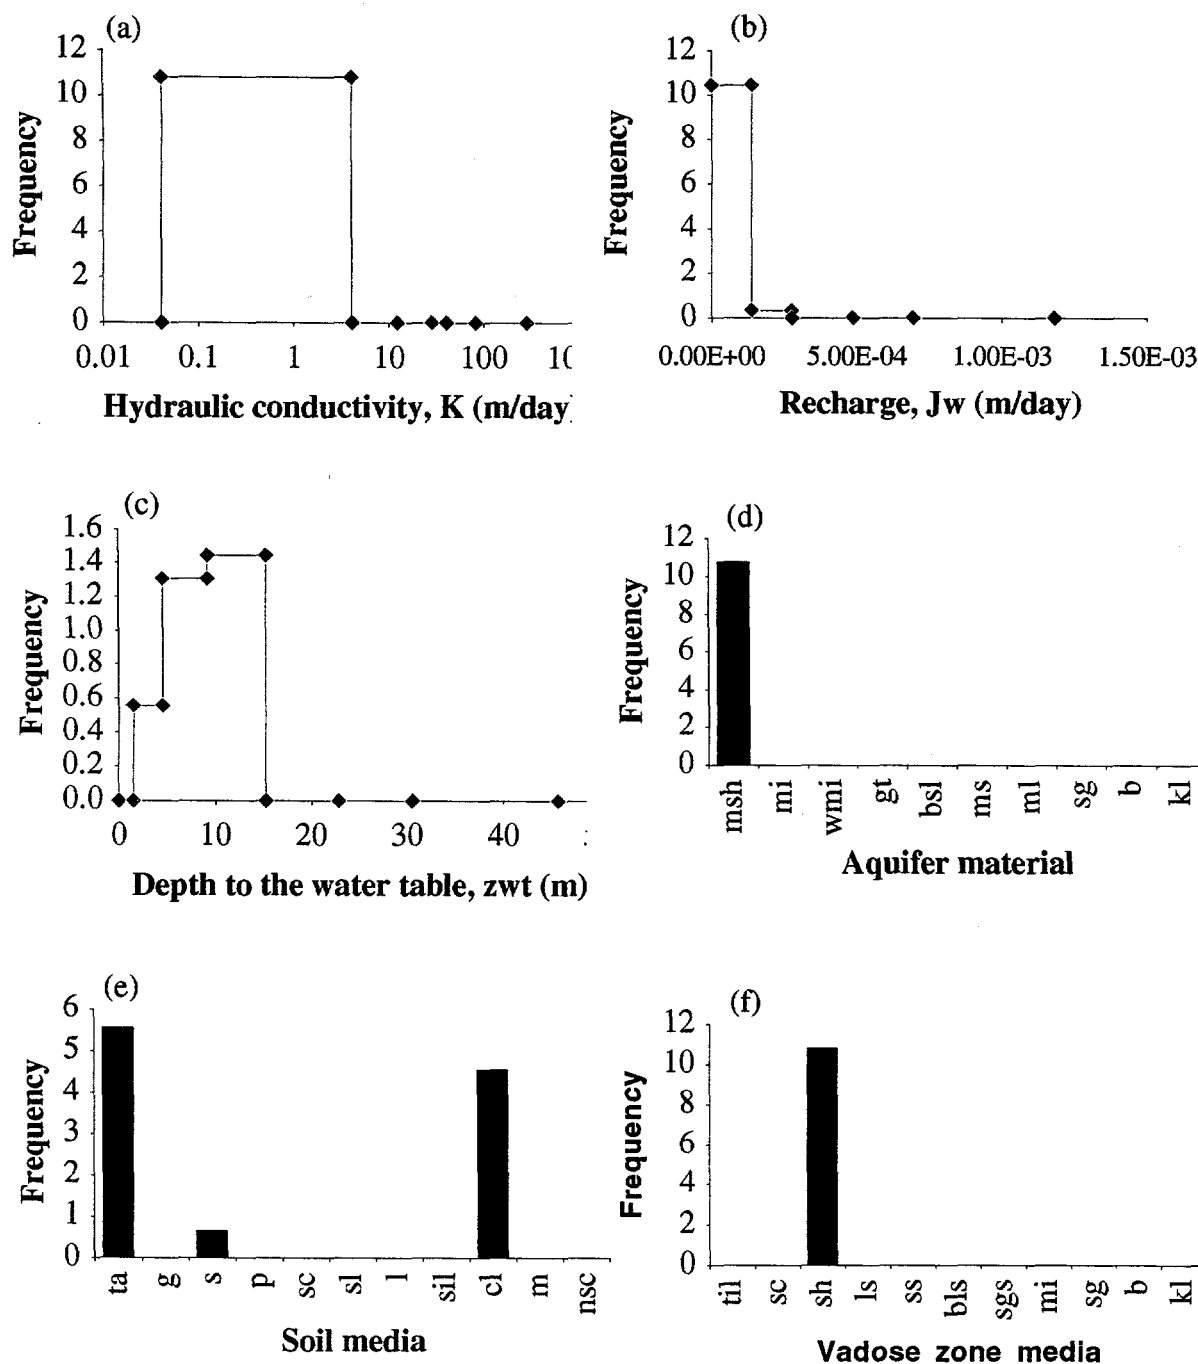 (a)
12
10
8
6
4
2
0
Frequency
0.01 0.1 1 10 100 10
Hydraulic conductivity, K (m/day)
(b)
12
10
8
6
4
2
0
Frequency
0.00E+00 5.00E-04 1.00E-03 1.50E-03
Recharge, Jw (m/day)
(c)
1.6
1.4
1.2
1.0
0.8
0.6
0.4
0.2
0.0
Frequency
0 10 20 30 40
Depth to the water table, zwt (m)
(d)
12
10
8
6
4
2
0
Frequency
msh mi wmi gt bsl ms ml sg b kl
Aquifer material
(e)
6
5
4
3
2
1
0
Frequency
ta g s p sc sl l sil cl m nsc
Soil media
(f)
12
10
8
6
4
2
0
Frequency
til sc sh ls ss bls sgs mi sg b kl
Vadose zone media